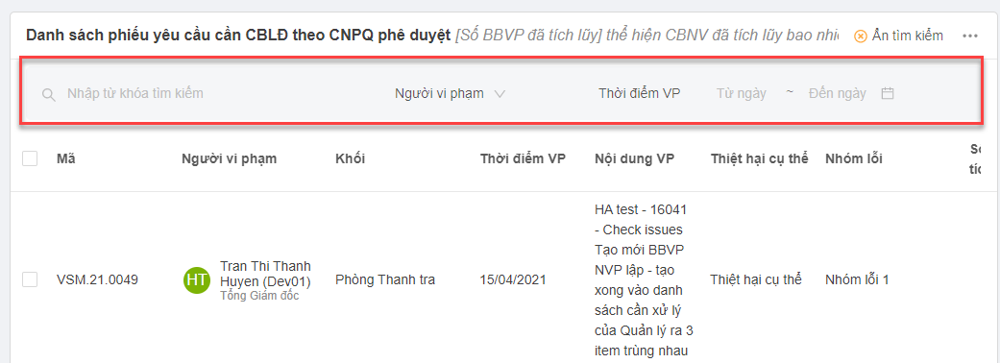 Danh sách phiếu yêu cầu cần CBLĐ theo CNPQ phê duyệt [Số BBVP đã tích lũy] thể hiện CBNV đã tích lũy bao nhiê Ẩn tìm kiếm
Nhập từ khóa tìm kiếm Người vi phạm Thời điểm VP Từ ngày ~ Đến ngày
Mã Người vi phạm Khối Thời điểm VP Nội dung VP Thiệt hại cụ thể Nhóm lỗi
HA test - 16041
- Check issues
Tạo mới BBVP
NVP lập - tạo
xong vào danh
sách cần xử lý
của Quản lý ra 3
item trùng nhau
VSM.21.0049
HT
Tran Thi Thanh
Huyen (Dev01)
Tổng Giám đốc
Phòng Thanh tra
15/04/2021
Thiệt hại cụ thể
Nhóm lỗi 1